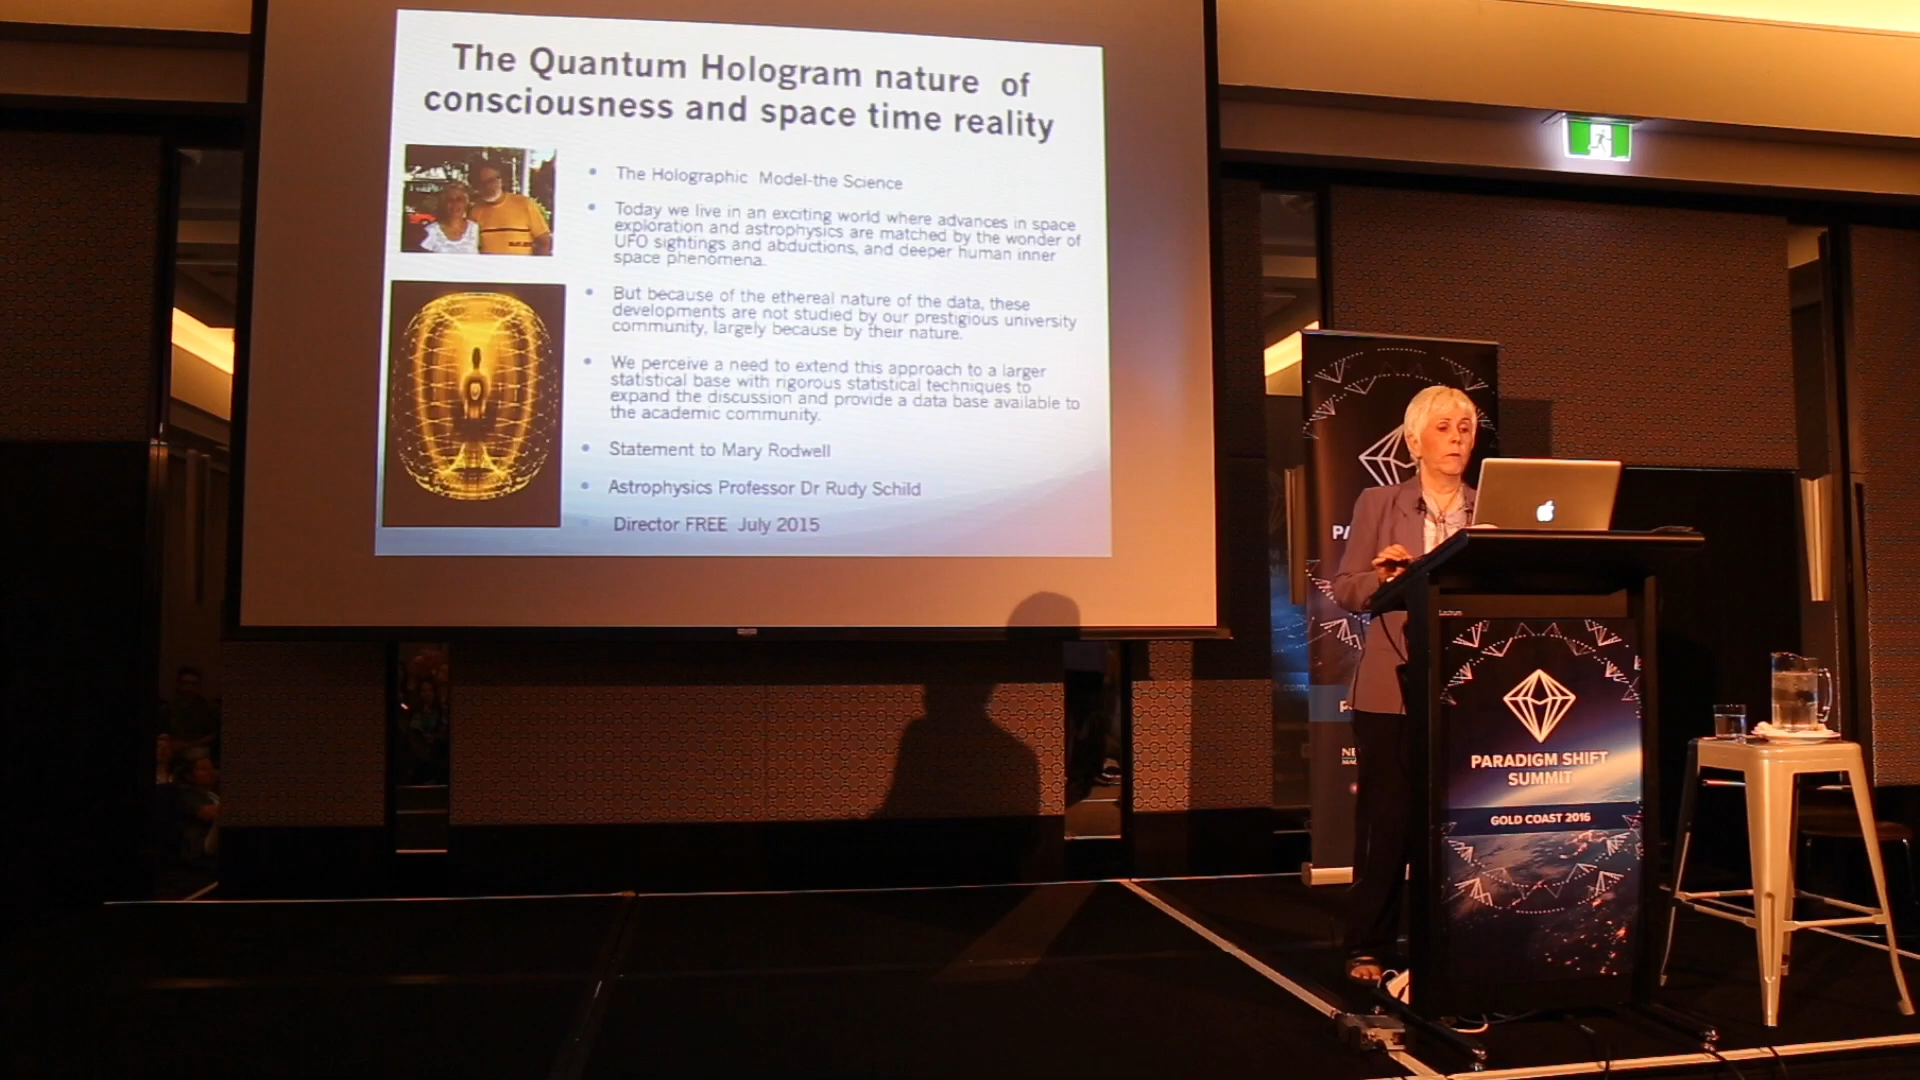 The Quantum Hologram nature of
consciousness and space time reality
The Holographic Model-the Science
Today we live in an exciting world where advances in space
exploration and astrophysics are matched by the wonder of
UFO sightings and abductions, and deeper human inner
space phenomena.
But because of the ethereal nature of the data, these
developments are not studied by our prestigious university
community, largely because by their nature.
We perceive a need to extend this approach to a larger
statistical base with rigorous statistical techniques to
expand the discussion and provide a data base available to
the academic community.
Statement to Mary Rodwell
Astrophysics Professor Dr Rudy Schild
Director FREE July 2015
PARADIGM SHIFT
SUMMIT
GOLD COAST 2016